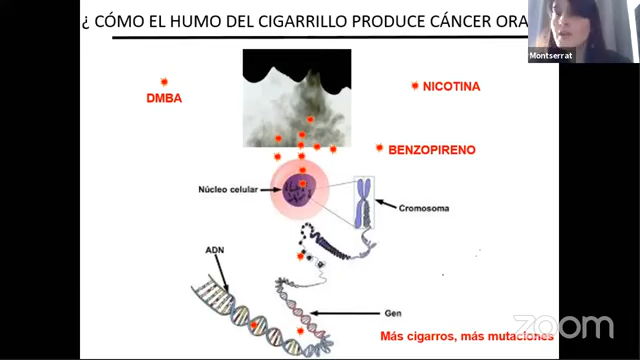 ¿ CÓMO EL HUMO DEL CIGARRILLO PRODUCE CÁNCER ORA
Montserrat
DMBA
NICOTINA
BENZOPIRENO
Núcleo celular
Cromosoma
ADN
Gen
zoom
Más cigarros, más mutaciones